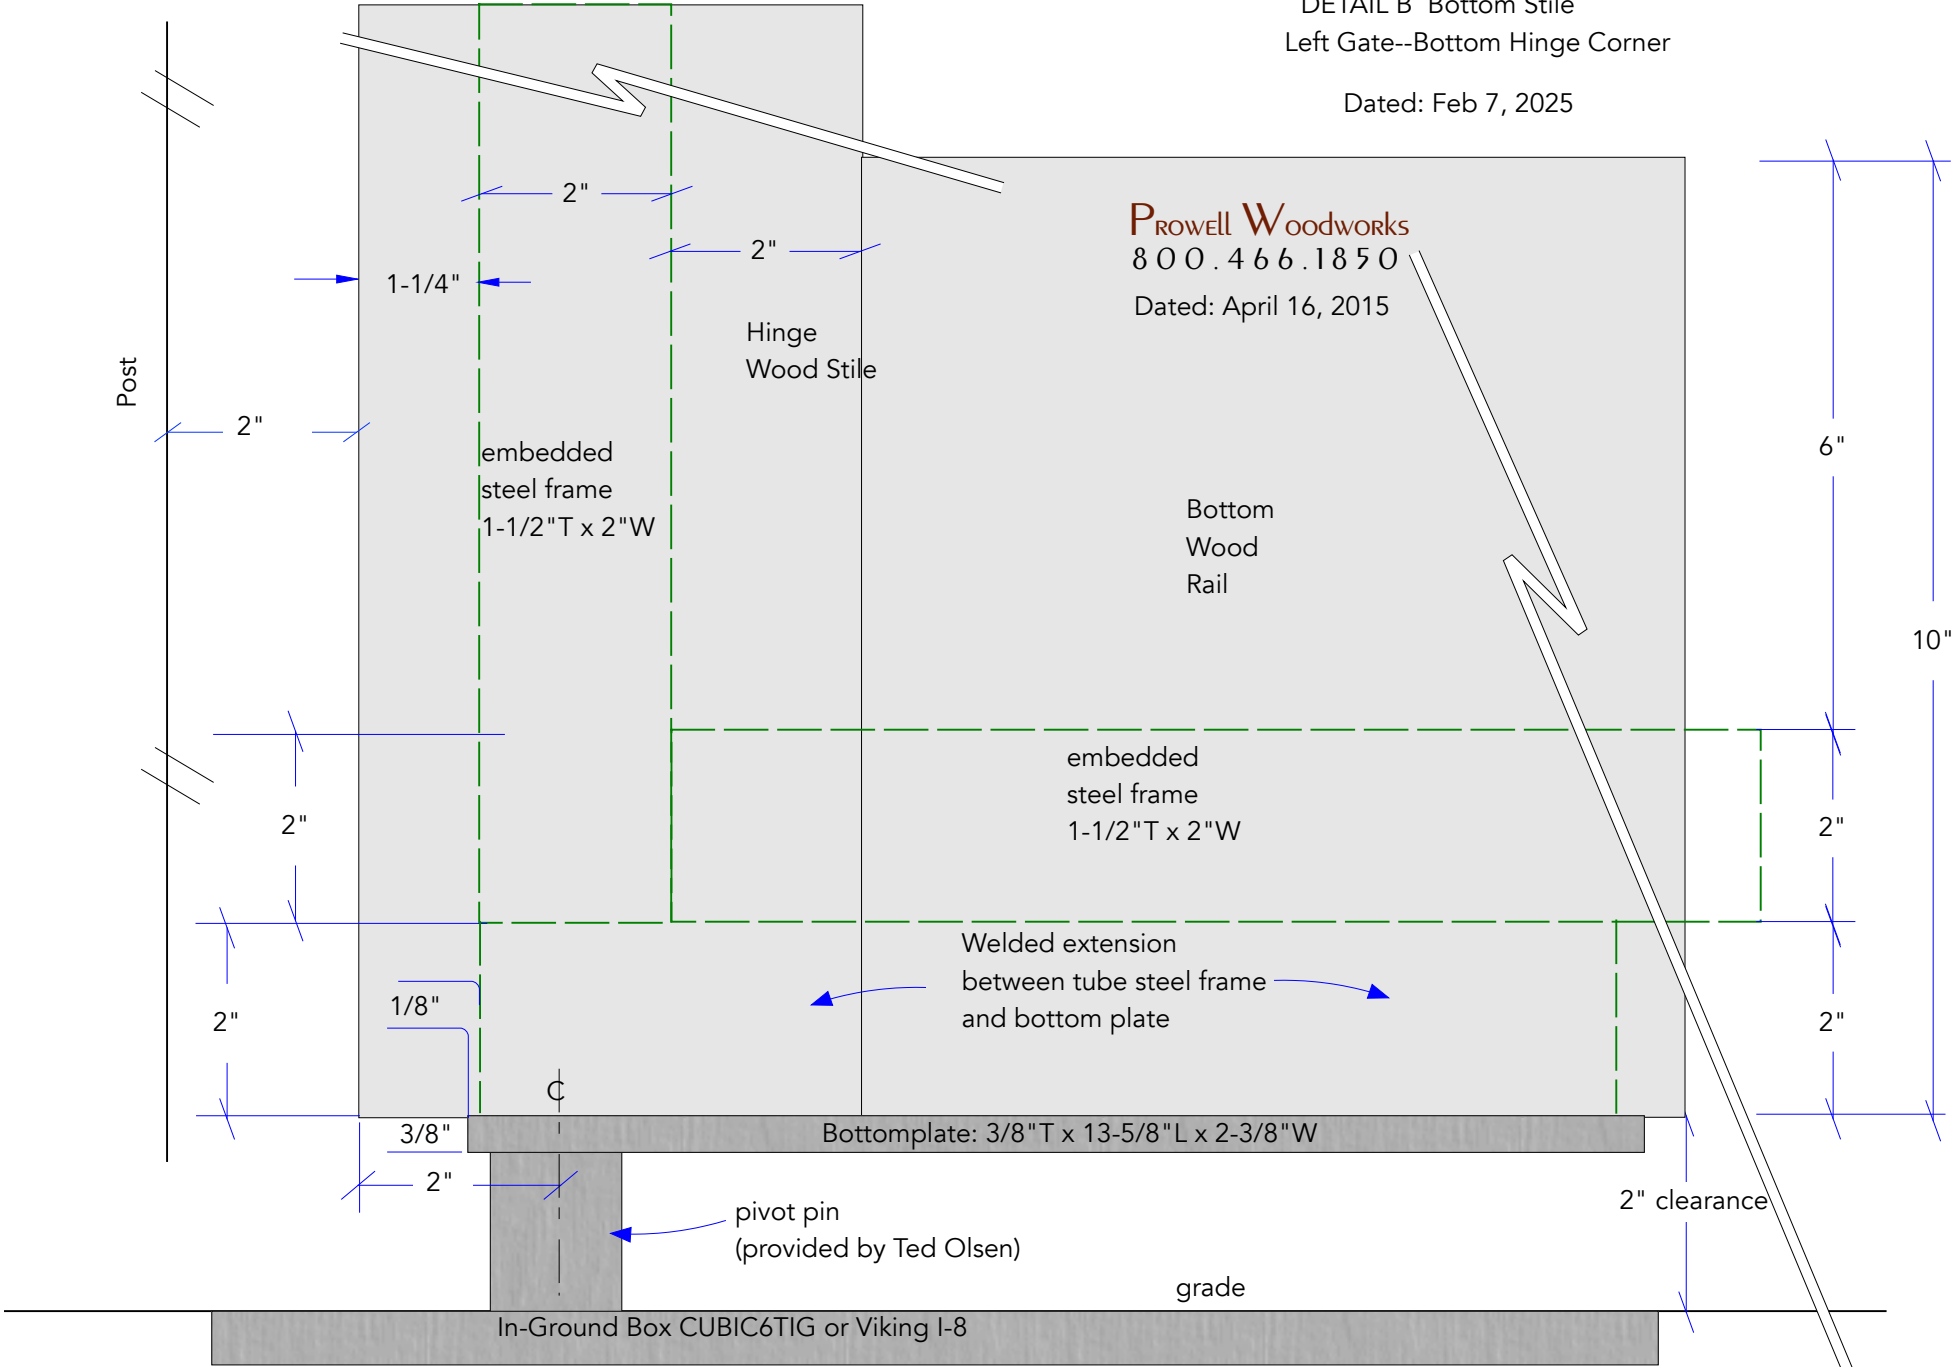 DETAIL B  Bottom Stile
Left Gate--Bottom Hinge Corner
Dated: Feb 7, 2025
2"
2"
1-1/4"
Prowell Woodworks
800.466.1850
Dated: April 16, 2015
Hinge
Wood Stile
Post
2"
embedded
steel frame
1-1/2"T x 2"W
6"
Bottom
Wood
Rail
10"
embedded
steel frame
1-1/2"T x 2"W
2"
2"
Welded extension
between tube steel frame
and bottom plate
1/8"
2"
2"
C
3/8"
Bottomplate: 3/8"T x 13-5/8"L x 2-3/8"W
2"
2" clearance
pivot pin
(provided by Ted Olsen)
grade
In-Ground Box CUBIC6TIG or Viking I-8